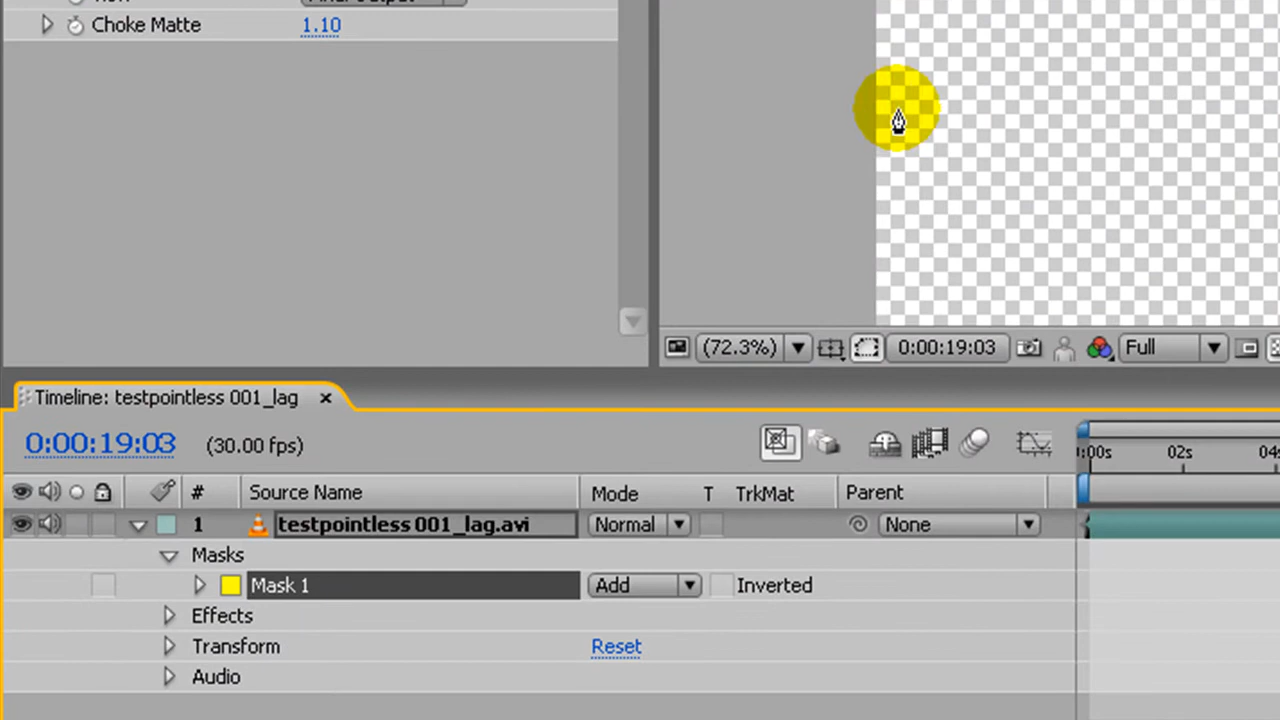 Choke Matte 1.10
(72.3%) 0:00:19:03 Full
Timeline: testpointless 001_lag ×
0:00:19:03 (30.00 fps)
:00s 02s 04s
# Source Name Mode T TrkMat Parent
1 testpointless 001_lag.avi Normal None
Masks
Mask 1 Add Inverted
Effects
Transform Reset
Audio